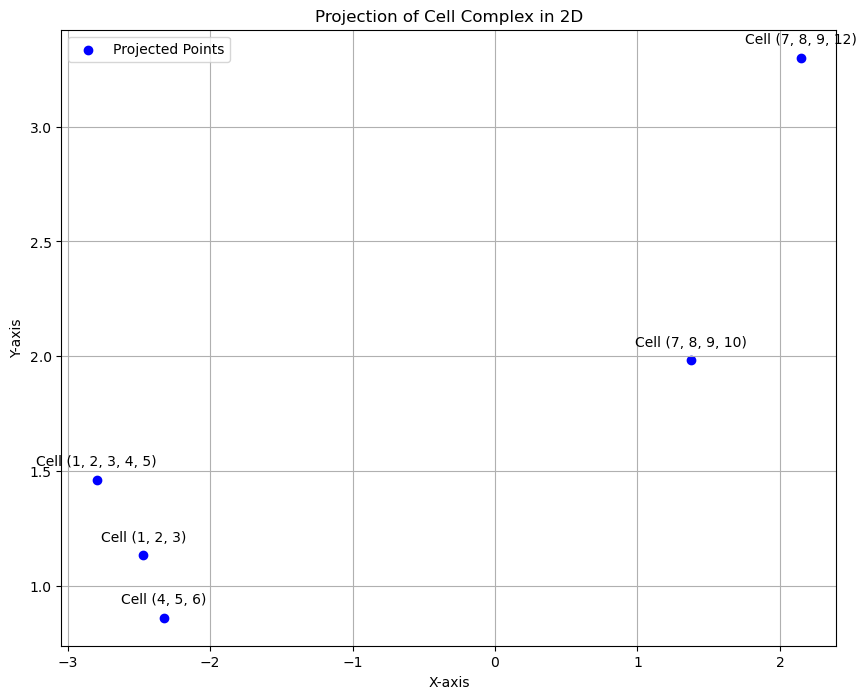 Projection of Cell Complex in 2D
Projected Points
Cell (7, 8, 9, 12)
Cell (7, 8, 9, 10)
Cell (1, 2, 3, 4, 5)
Cell (1, 2, 3)
Cell (4, 5, 6)
Y-axis
3.0
2.5
2.0
1.5
1.0
−3 −2 −1 0 1 2
X-axis